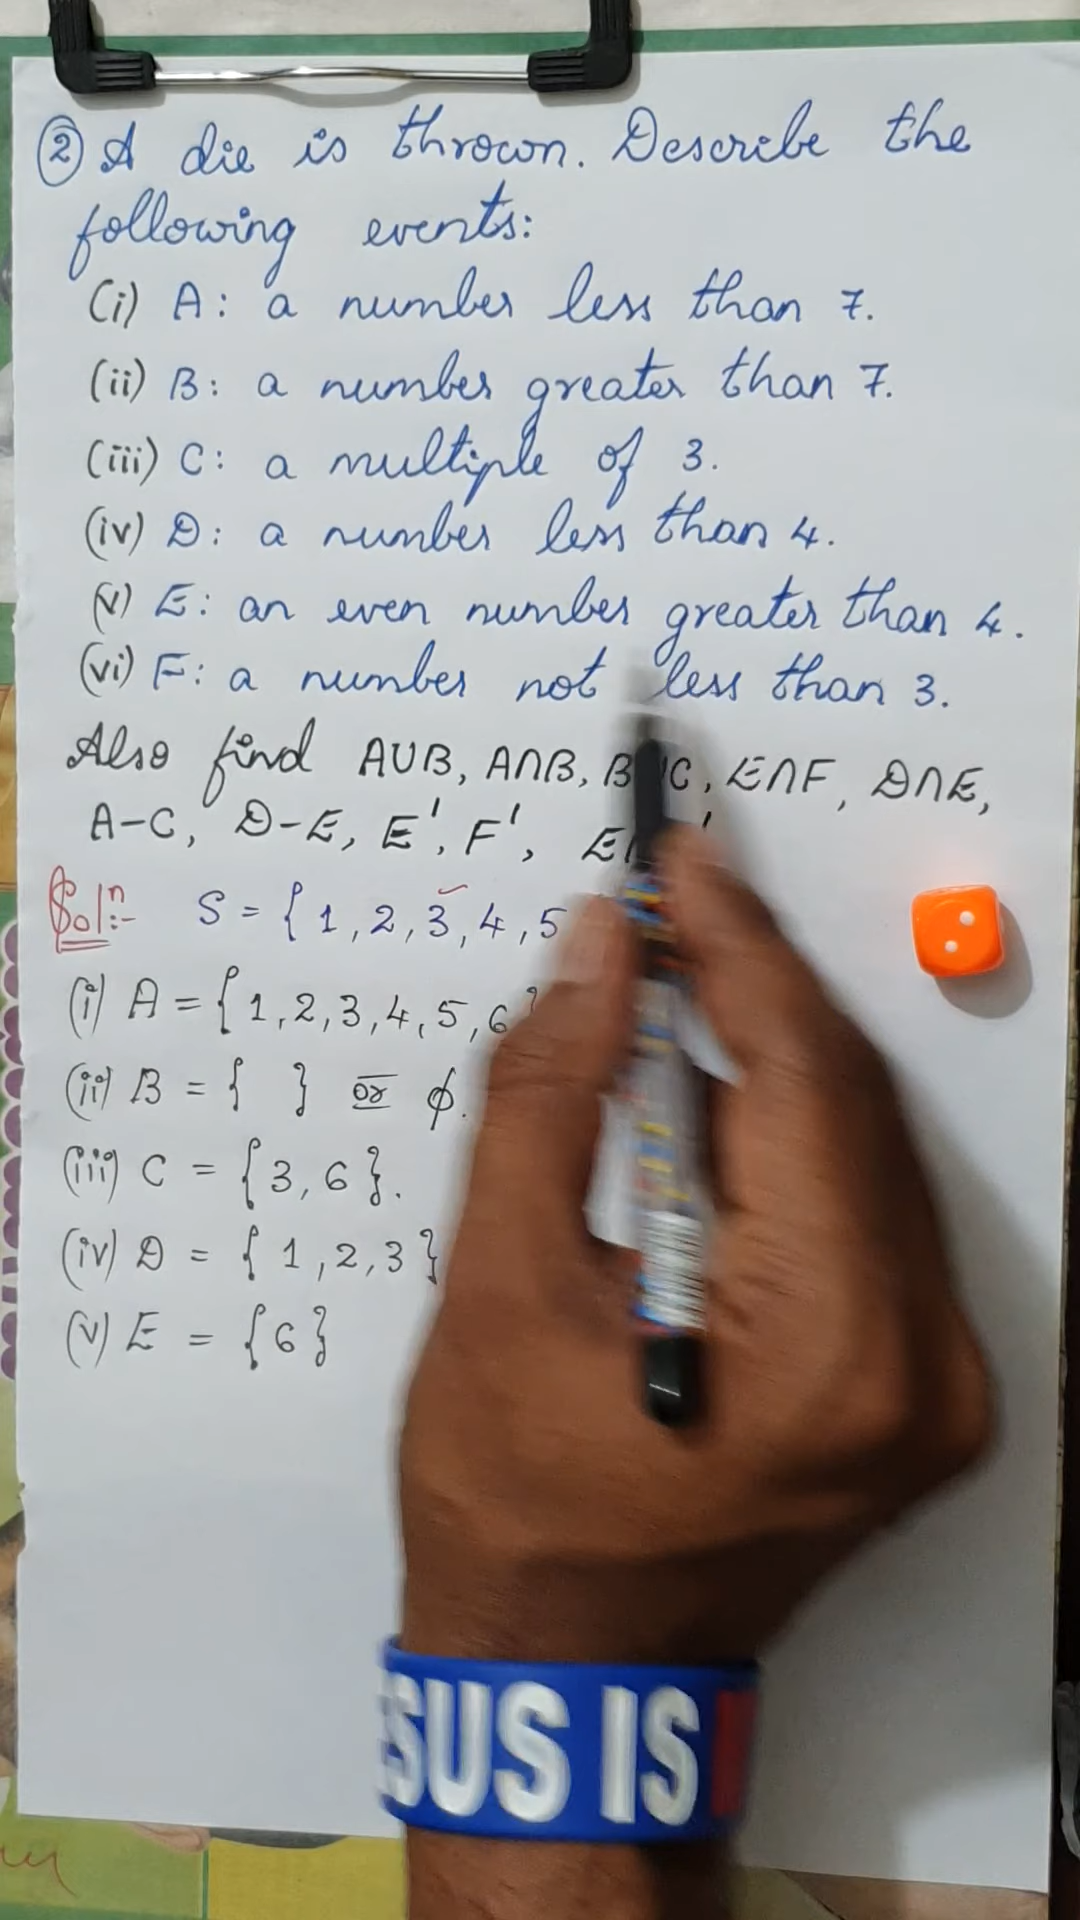 ② A die is thrown. Describe the
following events:
(i) A: a number less than 7.
(ii) B: a number greater than 7.
(iii) C: a multiple of 3.
(iv) D: a number less than 4.
(v) E: an even number greater than 4.
(vi) F: a number not less than 3.
Also find A∪B, A∩B, B C, E∩F, D∩E,
A-C, D-E, E', F',
Solⁿ:- S = { 1, 2, 3, 4, 5
(i) A = { 1, 2, 3, 4, 5, 6 }
(ii) B = { } or ϕ.
(iii) C = { 3, 6 }.
(iv) D = { 1, 2, 3 }
(v) E = { 6 }
SUS IS